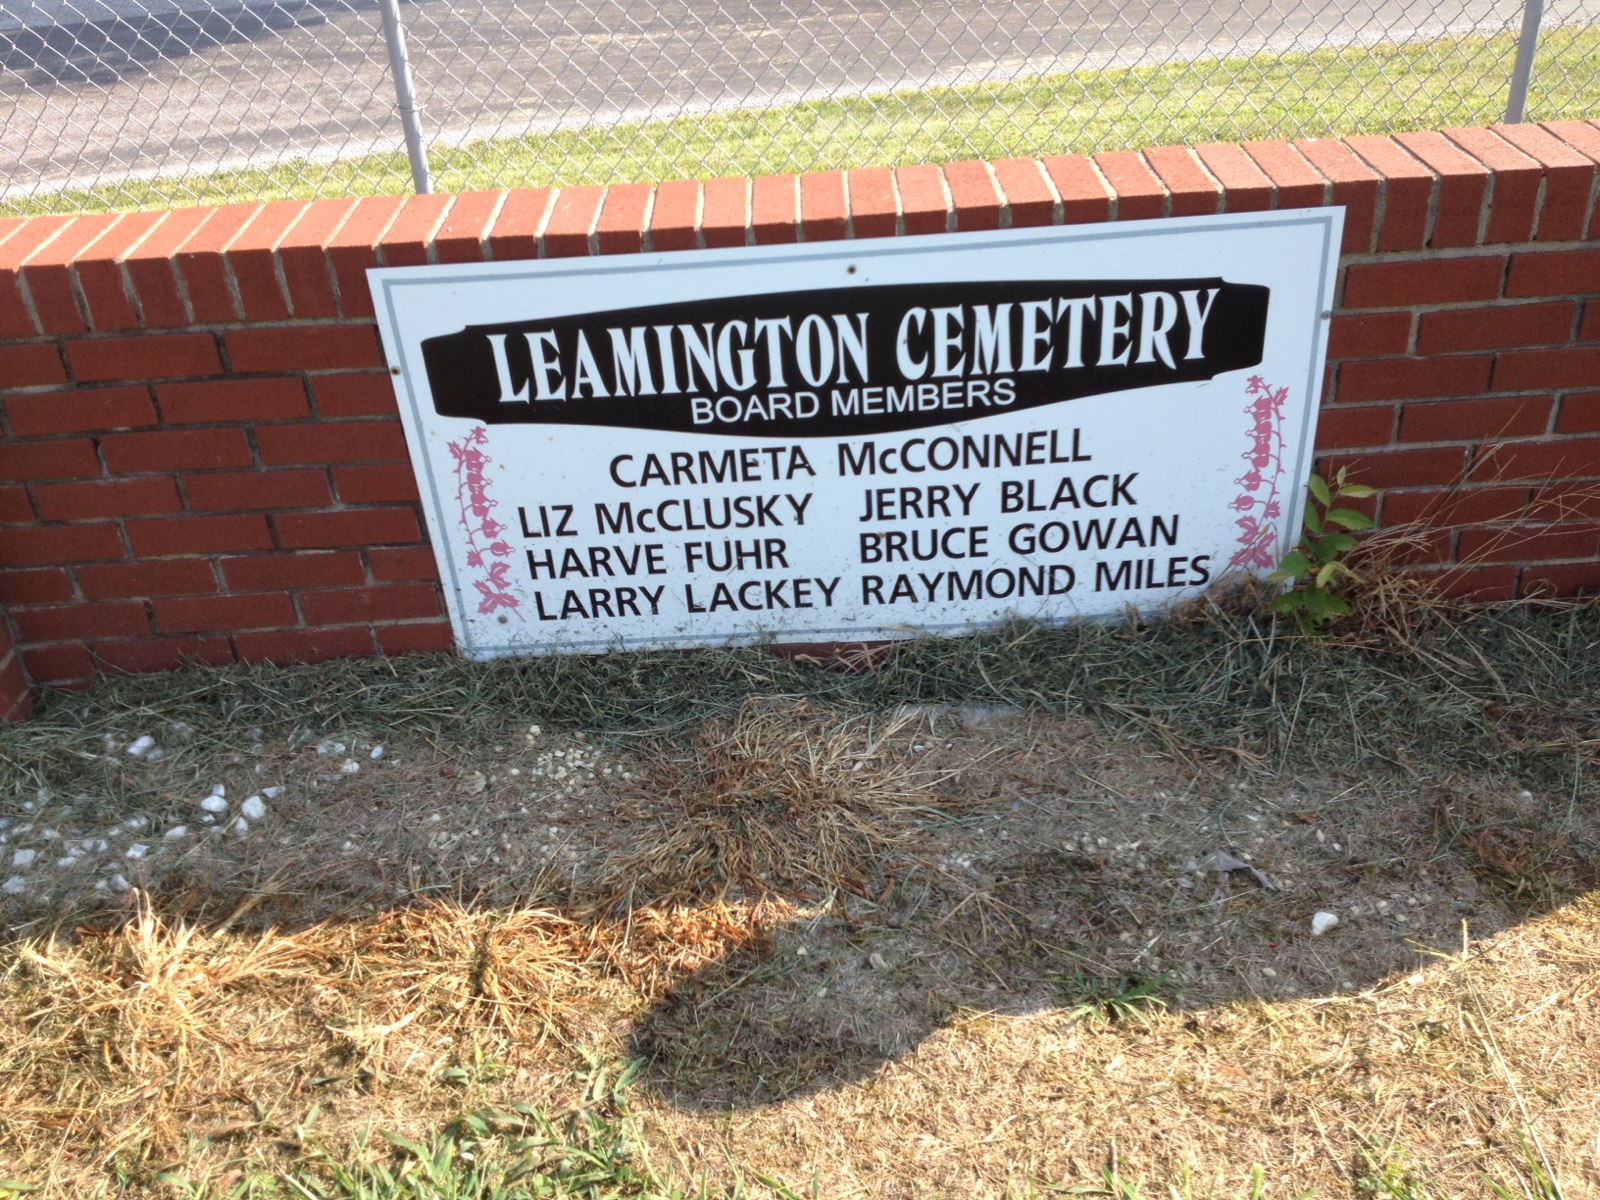 LEAMINGTON CEMETERY
BOARD MEMBERS
CARMETA McCONNELL
LIZ McCLUSKY JERRY BLACK
HARVE FUHR BRUCE GOWAN
LARRY LACKEY RAYMOND MILES